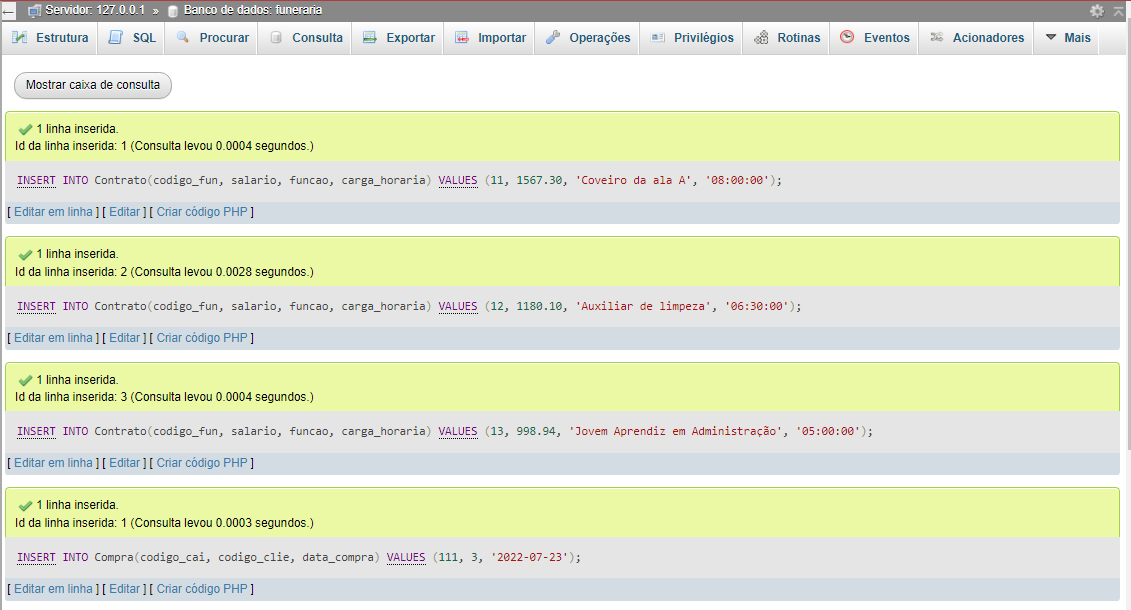 Servidor: 127.0.0.1 » Banco de dados: funeraria
Estrutura SQL Procurar Consulta Exportar Importar Operações Privilégios Rotinas Eventos Acionadores Mais
Mostrar caixa de consulta
1 linha inserida.
Id da linha inserida: 1 (Consulta levou 0.0004 segundos.)
INSERT INTO Contrato(codigo_fun, salario, funcao, carga_horaria) VALUES (11, 1567.30, 'Coveiro da ala A', '08:00:00');
[ Editar em linha ] [ Editar ] [ Criar código PHP ]
1 linha inserida.
Id da linha inserida: 2 (Consulta levou 0.0028 segundos.)
INSERT INTO Contrato(codigo_fun, salario, funcao, carga_horaria) VALUES (12, 1180.10, 'Auxiliar de limpeza', '06:30:00');
[ Editar em linha ] [ Editar ] [ Criar código PHP ]
1 linha inserida.
Id da linha inserida: 3 (Consulta levou 0.0004 segundos.)
INSERT INTO Contrato(codigo_fun, salario, funcao, carga_horaria) VALUES (13, 998.94, 'Jovem Aprendiz em Administração', '05:00:00');
[ Editar em linha ] [ Editar ] [ Criar código PHP ]
1 linha inserida.
Id da linha inserida: 1 (Consulta levou 0.0003 segundos.)
INSERT INTO Compra(codigo_cai, codigo_clie, data_compra) VALUES (111, 3, '2022-07-23');
[ Editar em linha ] [ Editar ] [ Criar código PHP ]